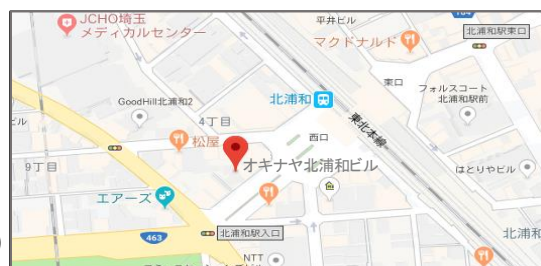 JCHO埼玉
メディカルセンター
平井ビル
マクドナルド
北浦和駅東口
東口
フォルスコート
北浦和駅前
GoodHill北浦和2
北浦和
4丁目
西口
東北本線
松屋
オキナヤ北浦和ビル
9丁目
はとりやビル
エアーズ
463
北浦和駅入口
北浦和
NTT